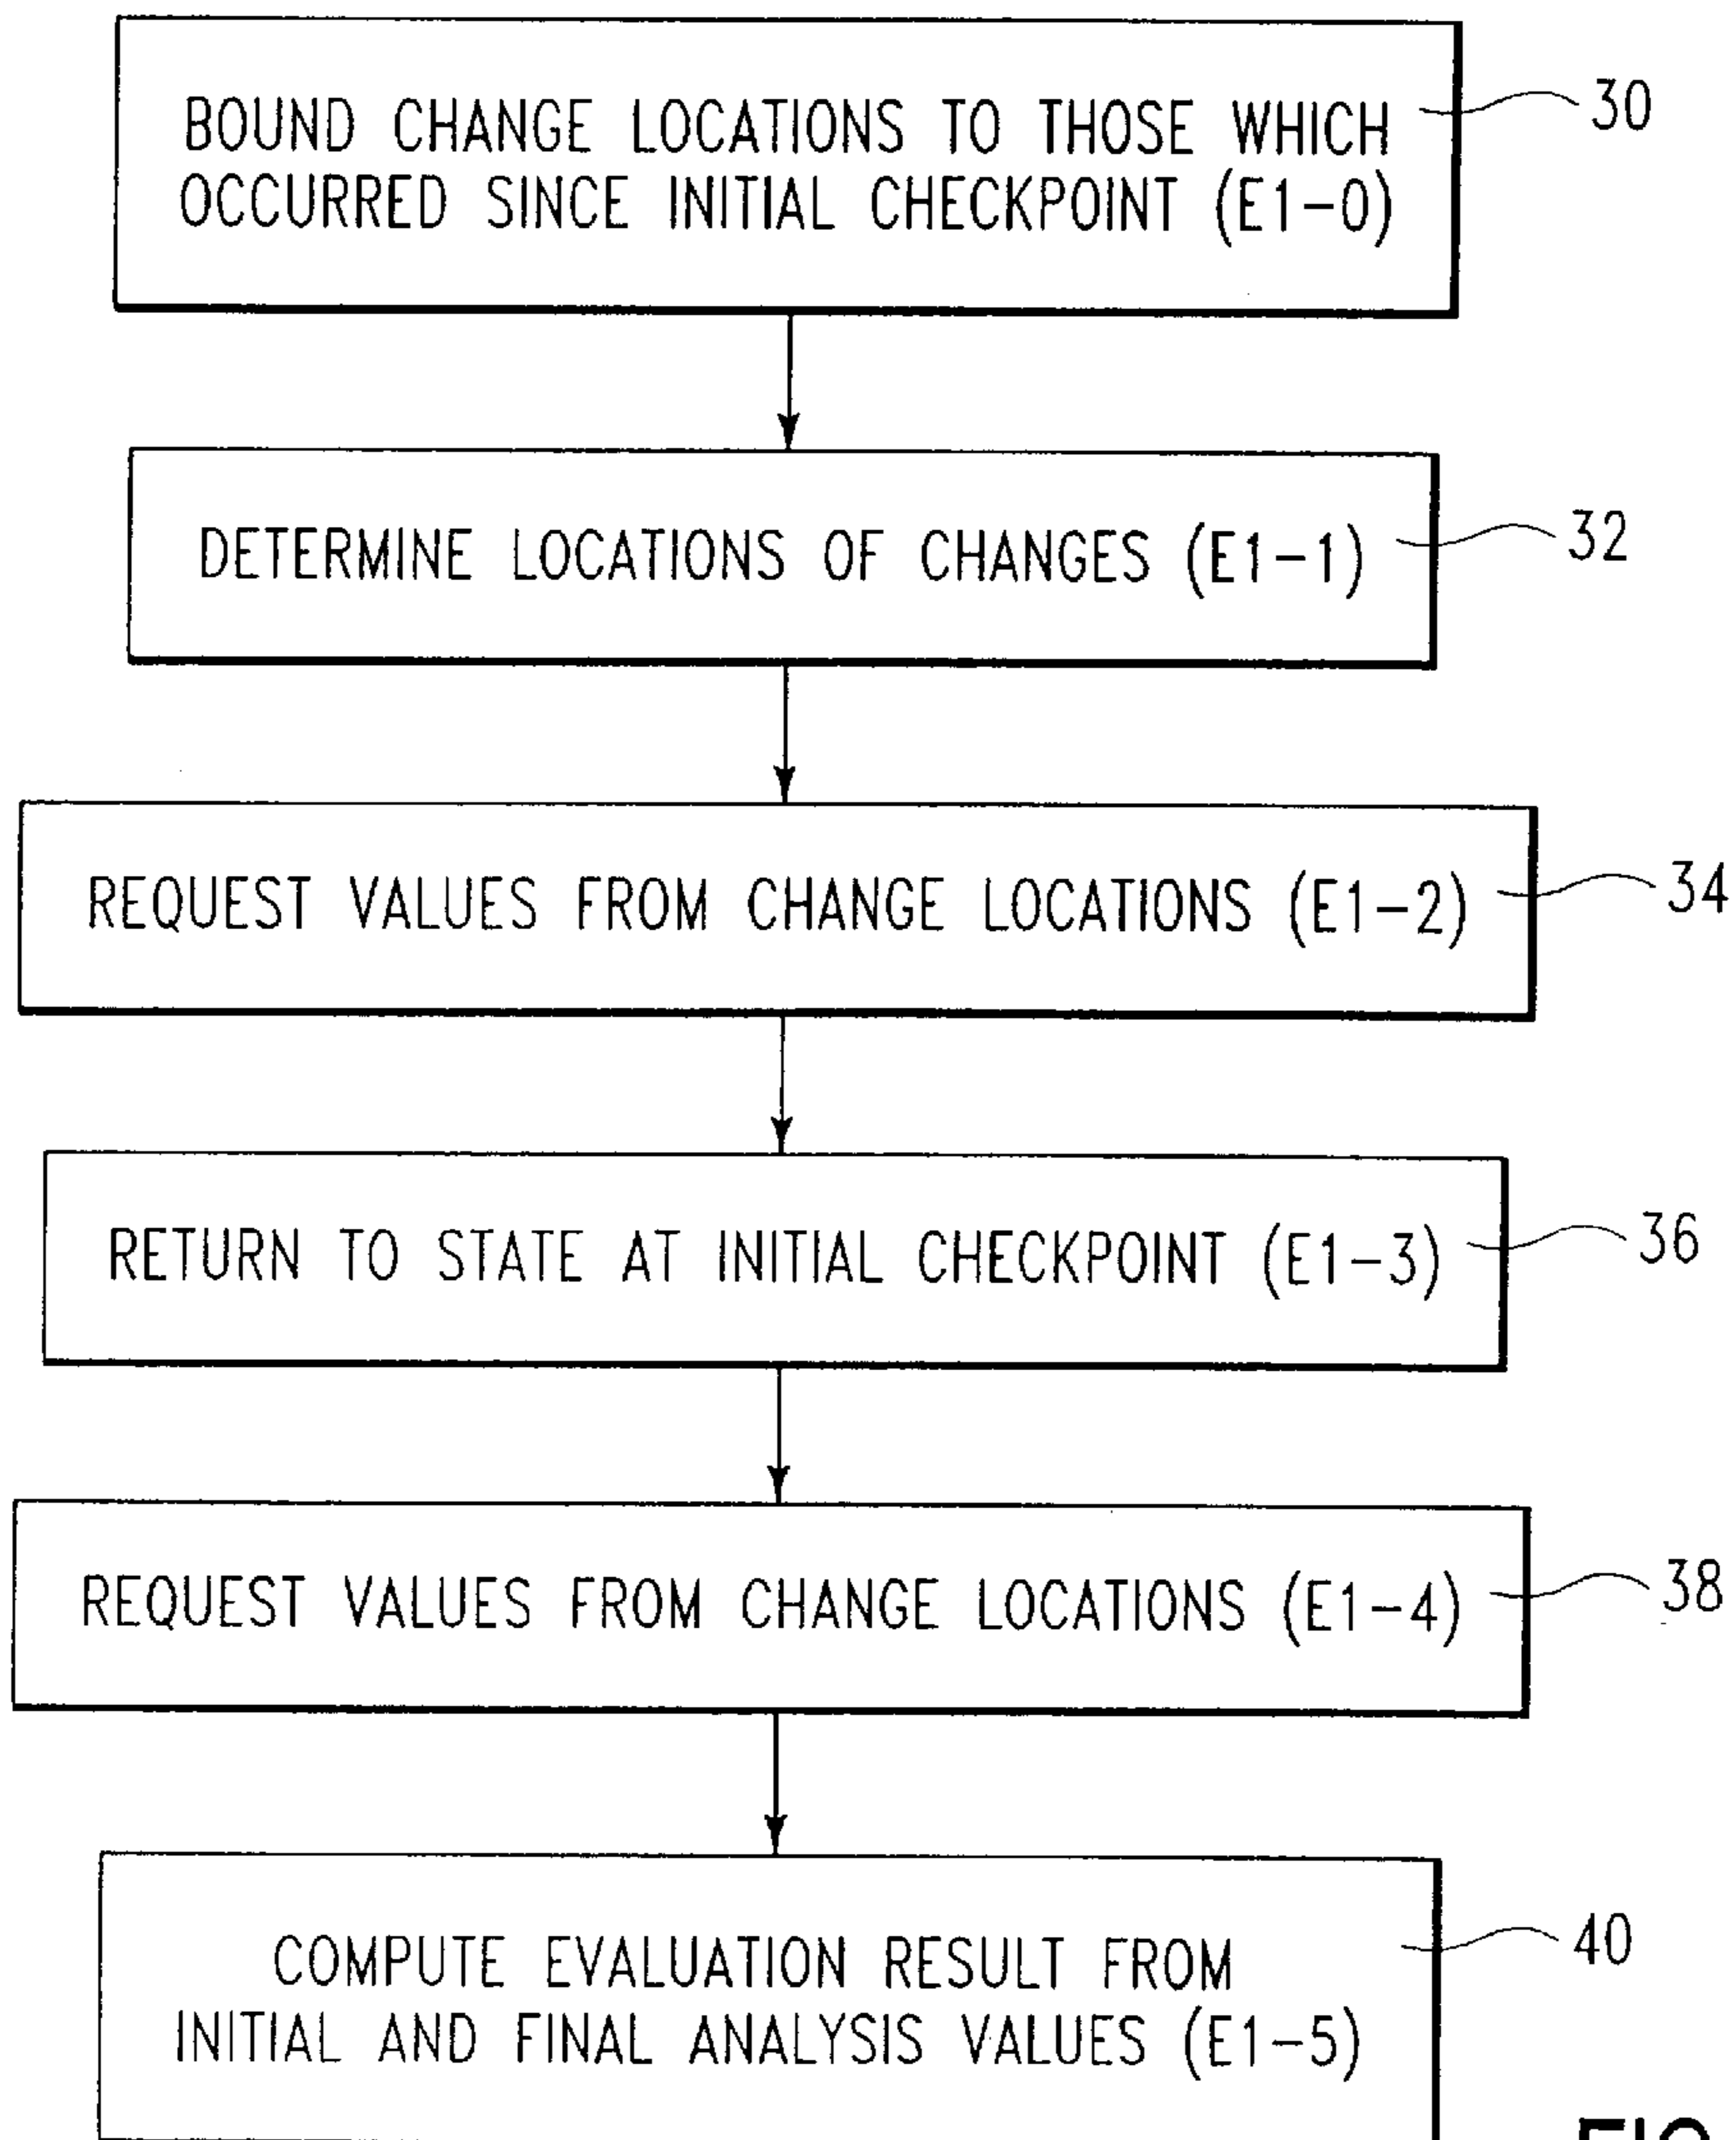 BOUND CHANGE LOCATIONS TO THOSE WHICH
OCCURRED SINCE INITIAL CHECKPOINT (E1-0)
30
DETERMINE LOCATIONS OF CHANGES (E1-1)
32
REQUEST VALUES FROM CHANGE LOCATIONS (E1-2)
34
RETURN TO STATE AT INITIAL CHECKPOINT (E1-3)
36
REQUEST VALUES FROM CHANGE LOCATIONS (E1-4)
38
COMPUTE EVALUATION RESULT FROM
INITIAL AND FINAL ANALYSIS VALUES (E1-5)
40